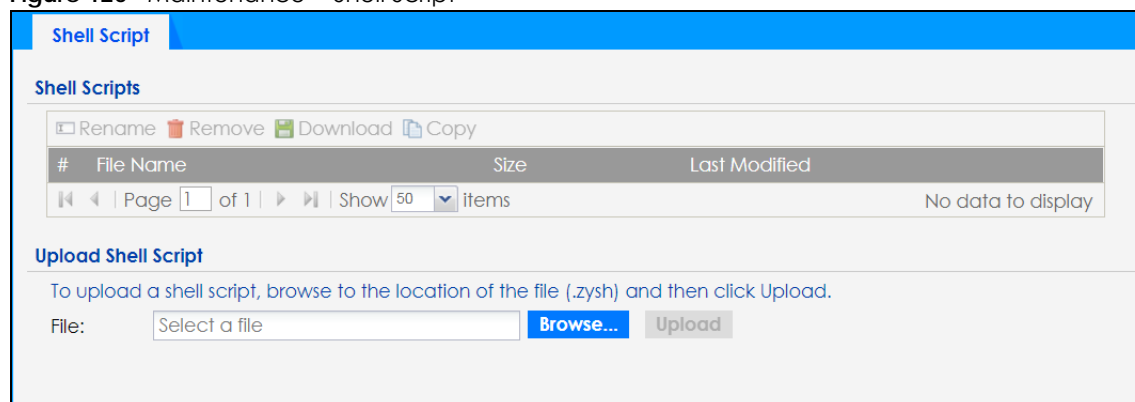 Shell Script
Shell Scripts
Rename Remove Download Copy
# File Name Size Last Modified
Page 1 of 1 Show 50 items No data to display
Upload Shell Script
To upload a shell script, browse to the location of the file (.zysh) and then click Upload.
File: Select a file Browse... Upload